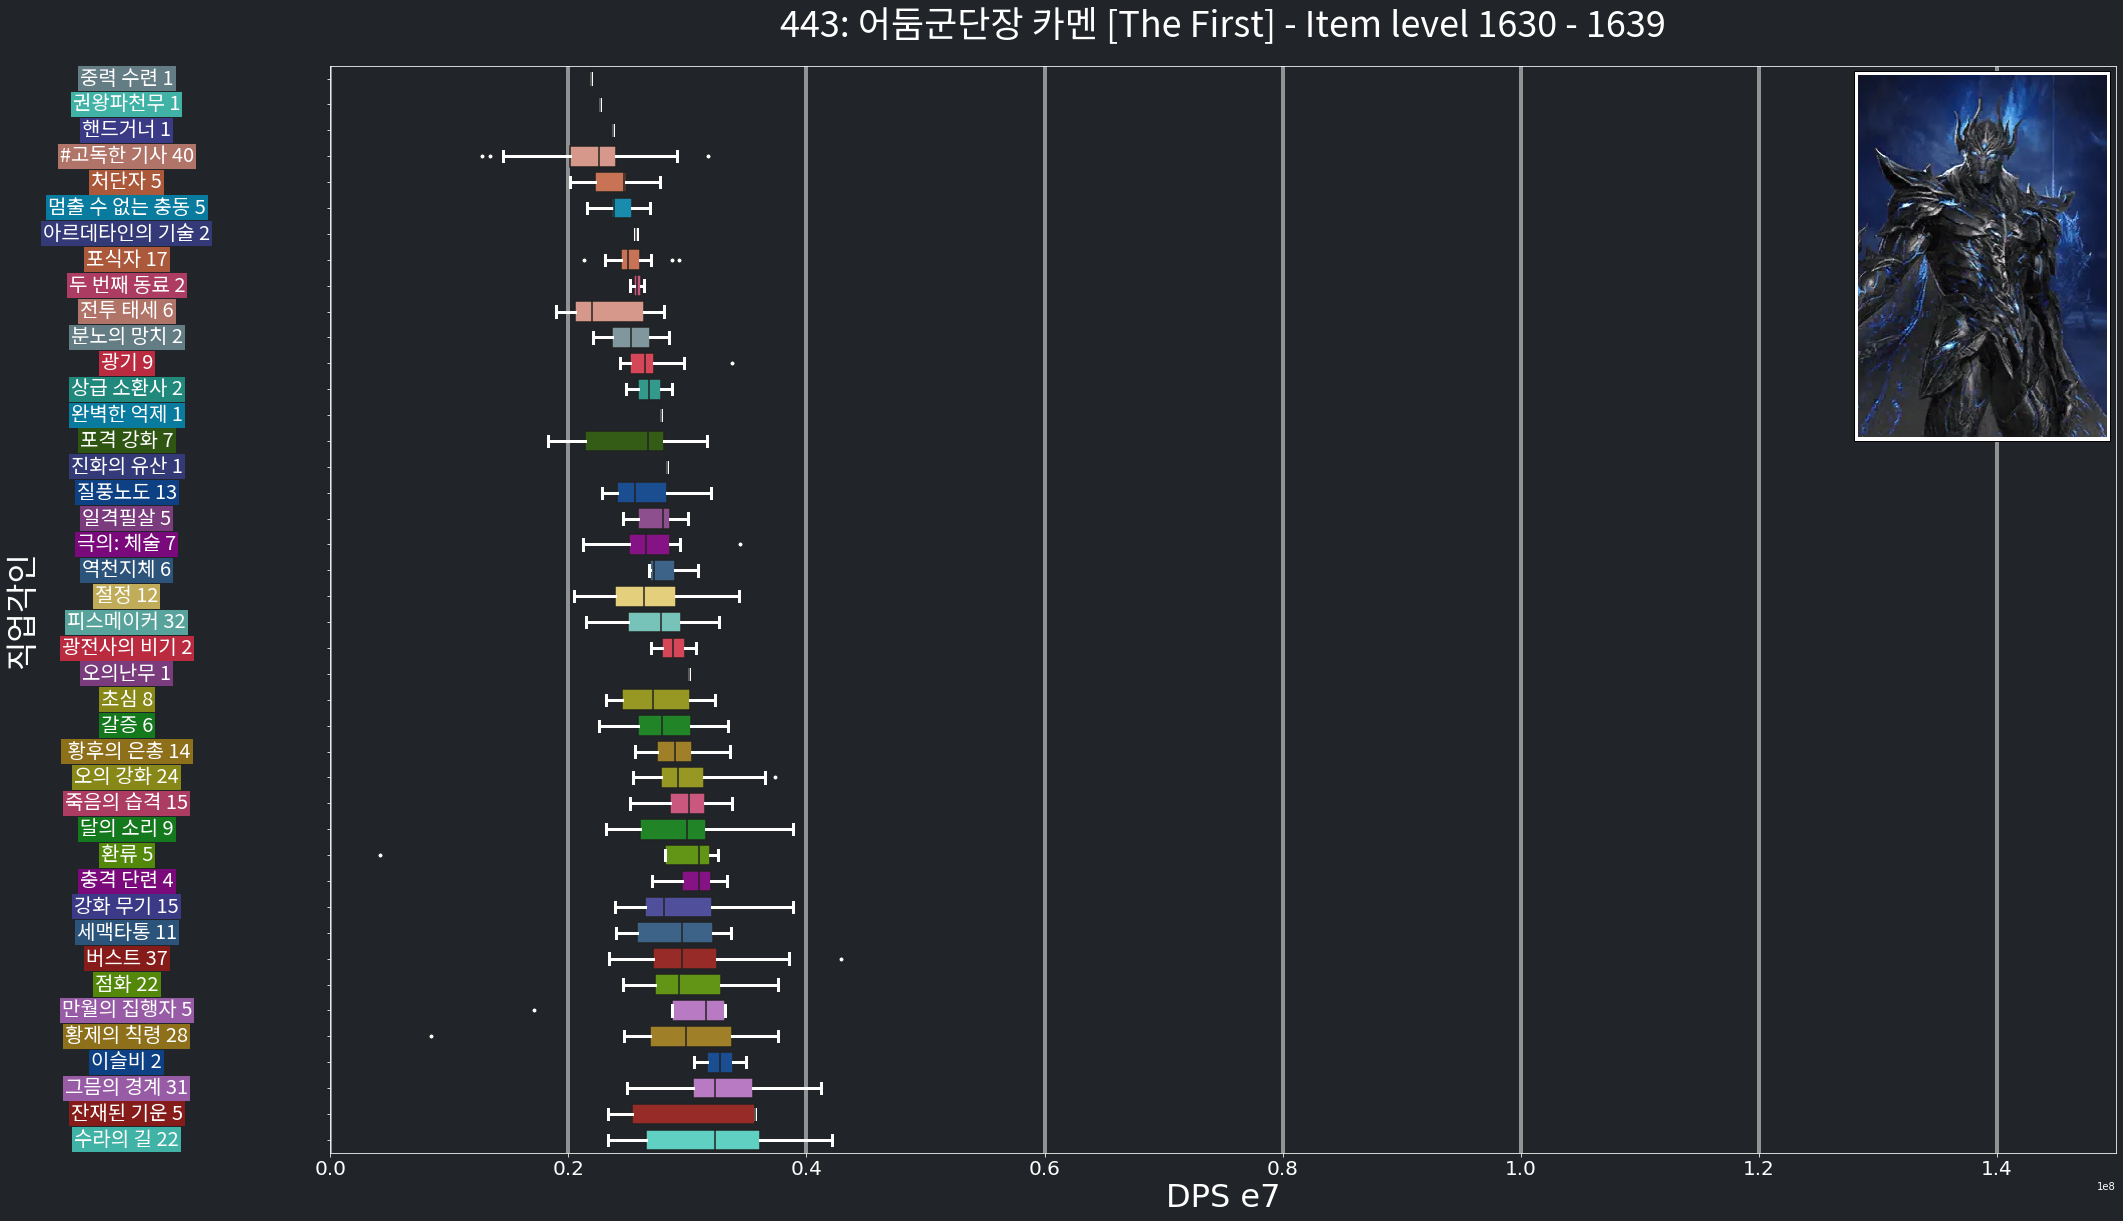 443: 어둠군단장 카멘 [The First] - Item level 1630 - 1639
중력 수련 1
권왕파천무 1
핸드거너 1
#고독한 기사 40
처단자 5
멈출 수 없는 충동 5
아르데타인의 기술 2
포식자 17
두 번째 동료 2
전투 태세 6
분노의 망치 2
광기 9
상급 소환사 2
완벽한 억제 1
포격 강화 7
진화의 유산 1
질풍노도 13
일격필살 5
극의: 체술 7
역천지체 6
절정 12
피스메이커 32
광전사의 비기 2
오의난무 1
초심 8
갈증 6
황후의 은총 14
오의 강화 24
죽음의 습격 15
달의 소리 9
환류 5
충격 단련 4
강화 무기 15
세맥타통 11
버스트 37
점화 22
만월의 집행자 5
황제의 칙령 28
이슬비 2
그믐의 경계 31
잔재된 기운 5
수라의 길 22
직업각인
0.0 0.2 0.4 0.6 0.8 1.0 1.2 1.4
1e8
DPS e7